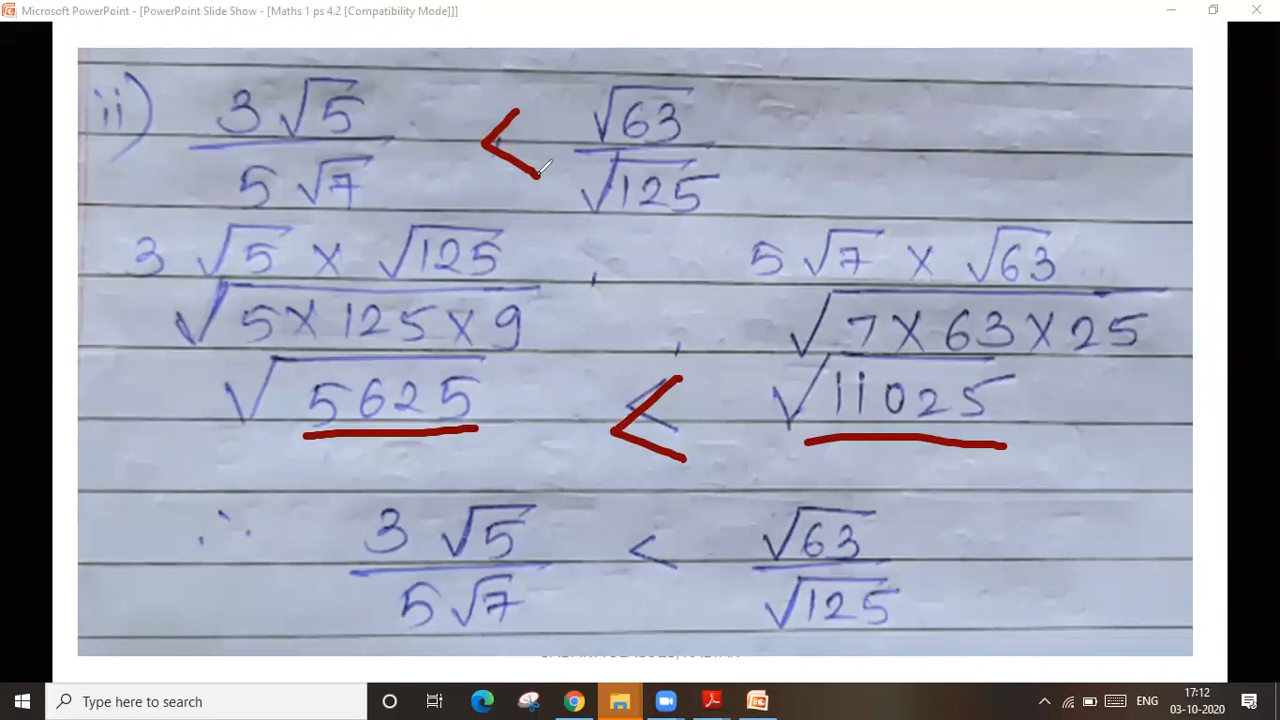 Microsoft PowerPoint - [PowerPoint Slide Show - [Maths 1 ps 4.2 [Compatibility Mode]]]
ii) 3√5 < √63
5√7 √125
3 √5 × √125 , 5 √7 × √63
√5×125×9 , √7×63×25
√5625 < √11025
∴ 3 √5 < √63
5√7 √125
Type here to search
ENG
17:12
03-10-2020